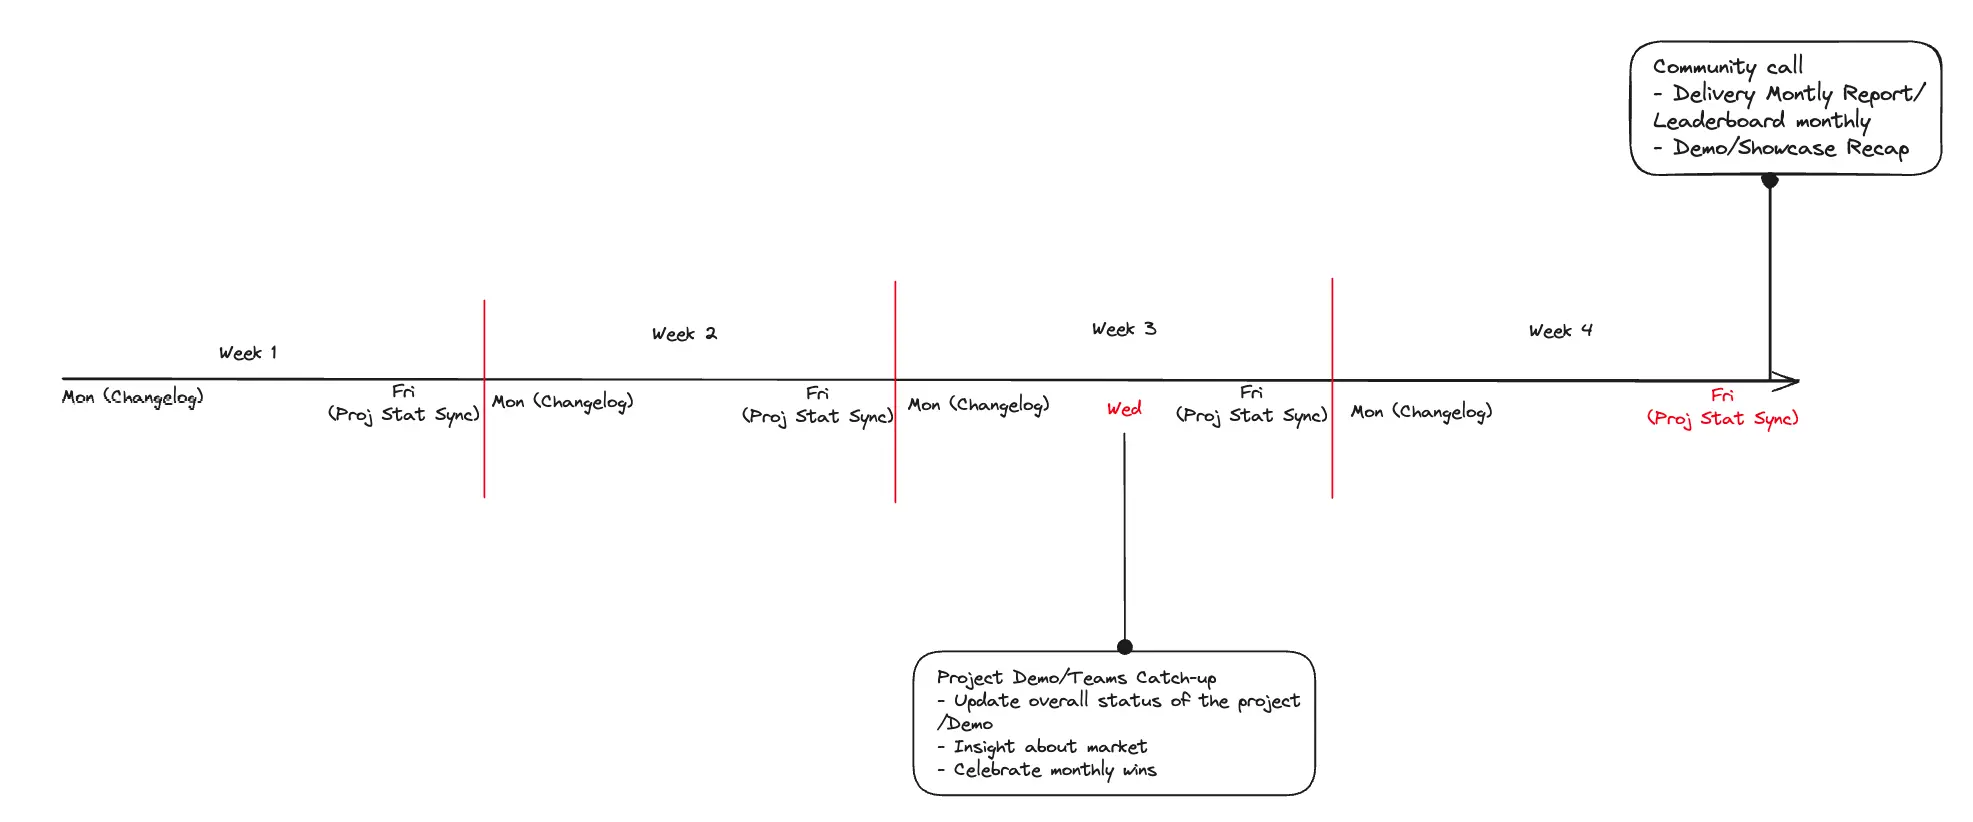 Community call
- Delivery Montly Report/
Leaderboard monthly
- Demo/Showcase Recap
Week 1
Week 2
Week 3
Week 4
Mon (Changelog)
Fri
(Proj Stat Sync)
Mon (Changelog)
Fri
(Proj Stat Sync)
Mon (Changelog)
Wed
Fri
(Proj Stat Sync)
Mon (Changelog)
Fri
(Proj Stat Sync)
Project Demo/Teams Catch-up
- Update overall status of the project
/Demo
- Insight about market
- Celebrate monthly wins